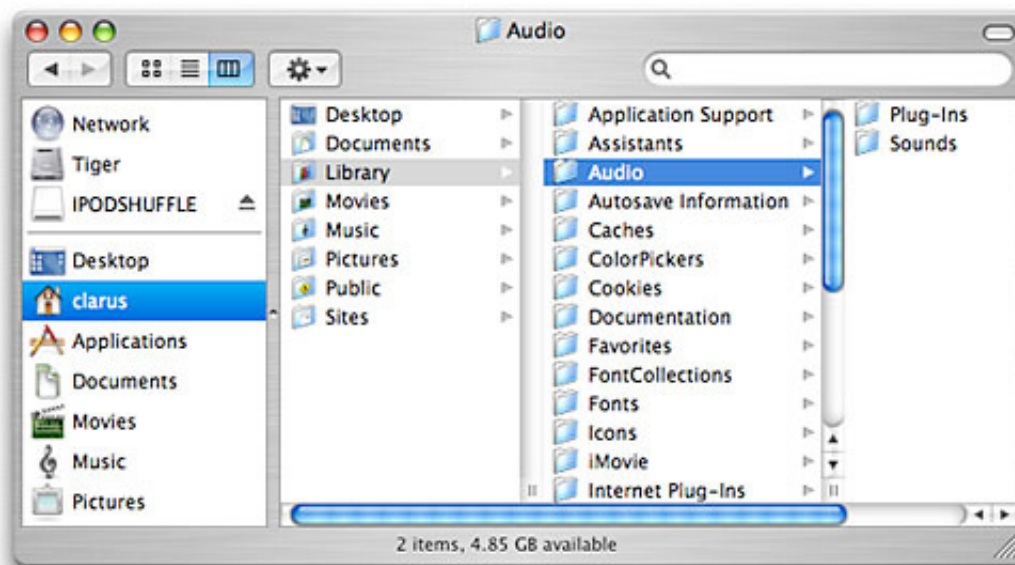 Audio
Network
Tiger
IPODSHUFFLE
Desktop
clarus
Applications
Documents
Movies
Music
Pictures
Desktop
Documents
Library
Movies
Music
Pictures
Public
Sites
Application Support
Assistants
Audio
Autosave Information
Caches
ColorPickers
Cookies
Documentation
Favorites
FontCollections
Fonts
Icons
iMovie
Internet Plug-Ins
Plug-Ins
Sounds
2 items, 4.85 GB available